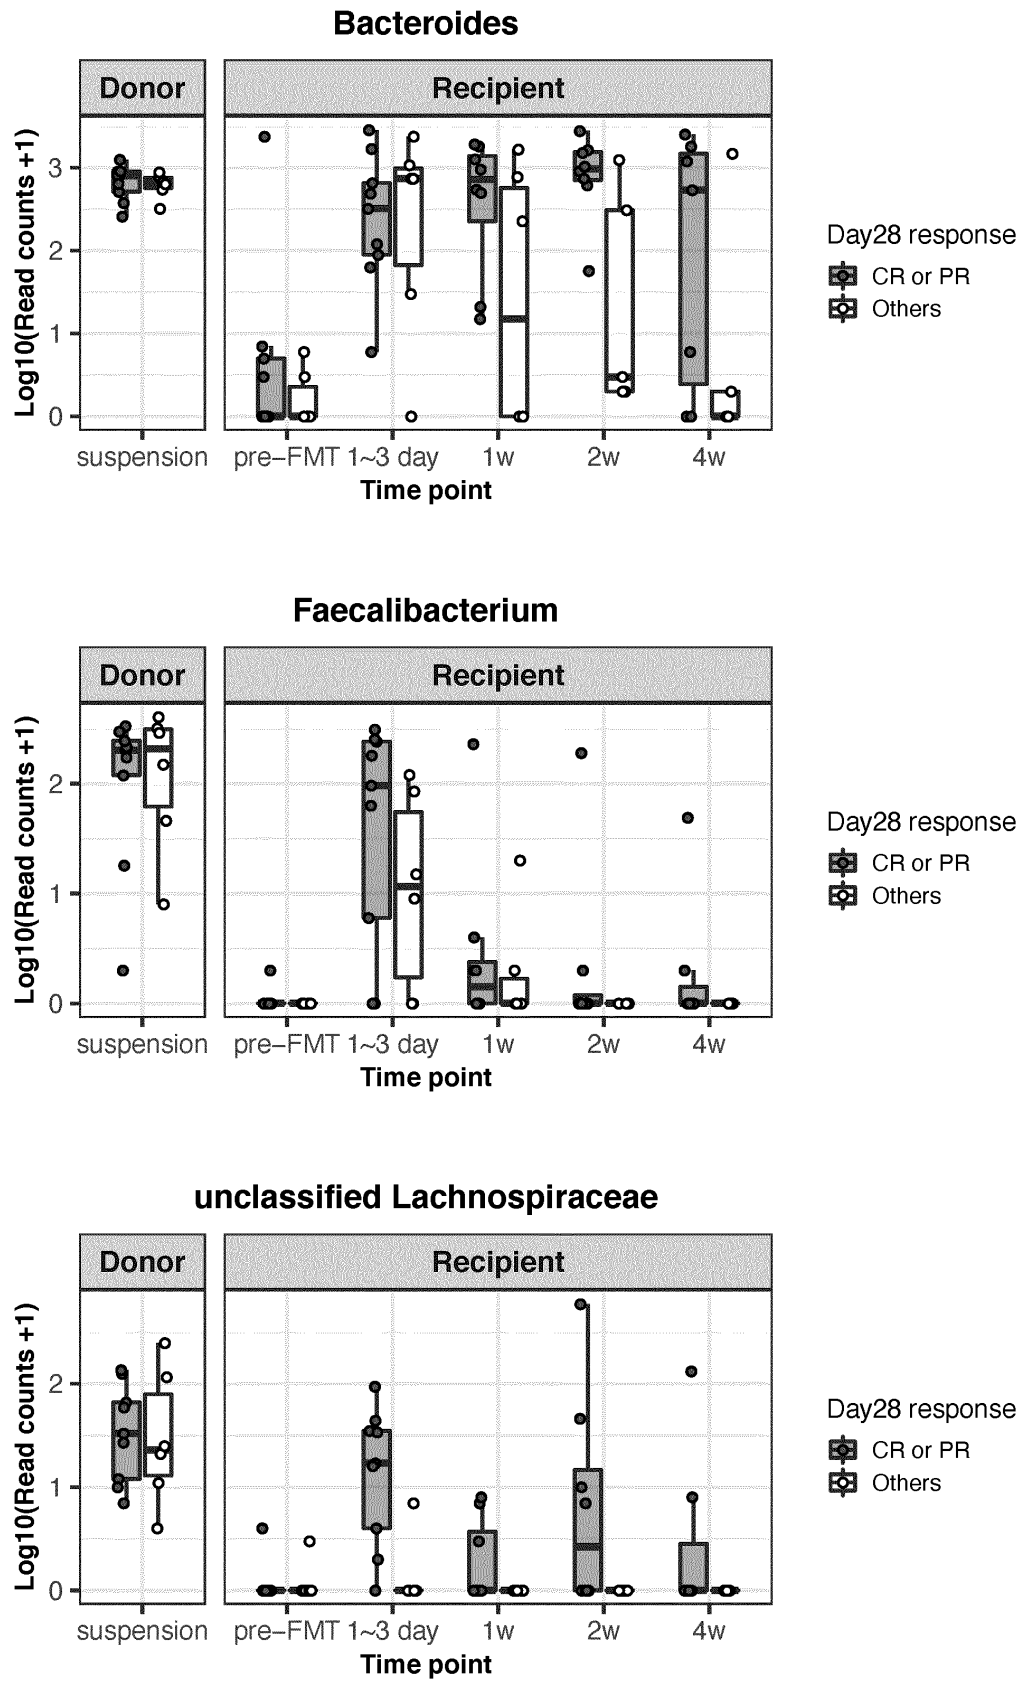 Bacteroides
Donor
Recipient
Log10(Read counts +1)
3
2
1
0
suspension
pre−FMT
1~3 day
1w
2w
4w
Time point
Day28 response
CR or PR
Others
Faecalibacterium
Donor
Recipient
Log10(Read counts +1)
2
1
0
suspension
pre−FMT
1~3 day
1w
2w
4w
Time point
Day28 response
CR or PR
Others
unclassified Lachnospiraceae
Donor
Recipient
Log10(Read counts +1)
2
1
0
suspension
pre−FMT
1~3 day
1w
2w
4w
Time point
Day28 response
CR or PR
Others